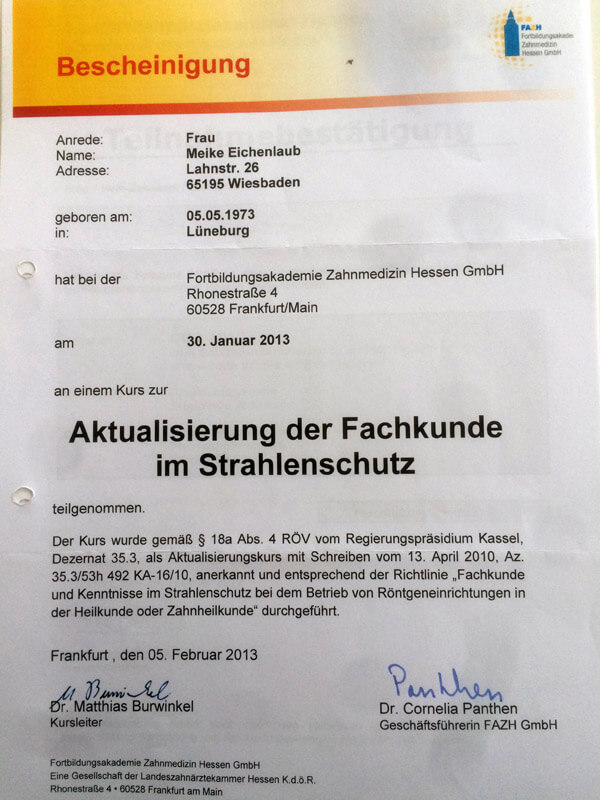 FAZH
Fortbildungsakademie
Zahnmedizin
Hessen GmbH
Bescheinigung
Teilnahmebestätigung
Anrede: Frau
Name: Meike Eichenlaub
Adresse: Lahnstr. 26
65195 Wiesbaden
geboren am: 05.05.1973
in: Lüneburg
hat bei der Fortbildungsakademie Zahnmedizin Hessen GmbH
Rhonestraße 4
60528 Frankfurt/Main
am 30. Januar 2013
an einem Kurs zur
Aktualisierung der Fachkunde
im Strahlenschutz
teilgenommen.
Der Kurs wurde gemäß § 18a Abs. 4 RÖV vom Regierungspräsidium Kassel,
Dezernat 35.3, als Aktualisierungskurs mit Schreiben vom 13. April 2010, Az.
35.3/53h 492 KA-16/10, anerkannt und entsprechend der Richtlinie „Fachkunde
und Kenntnisse im Strahlenschutz bei dem Betrieb von Röntgeneinrichtungen in
der Heilkunde oder Zahnheilkunde“ durchgeführt.
Frankfurt , den 05. Februar 2013
M Burwinkel Panthen
Dr. Matthias Burwinkel Dr. Cornelia Panthen
Kursleiter Geschäftsführerin FAZH GmbH
Fortbildungsakademie Zahnmedizin Hessen GmbH
Eine Gesellschaft der Landeszahnärztekammer Hessen K.d.ö.R.
Rhonestraße 4 • 60528 Frankfurt am Main